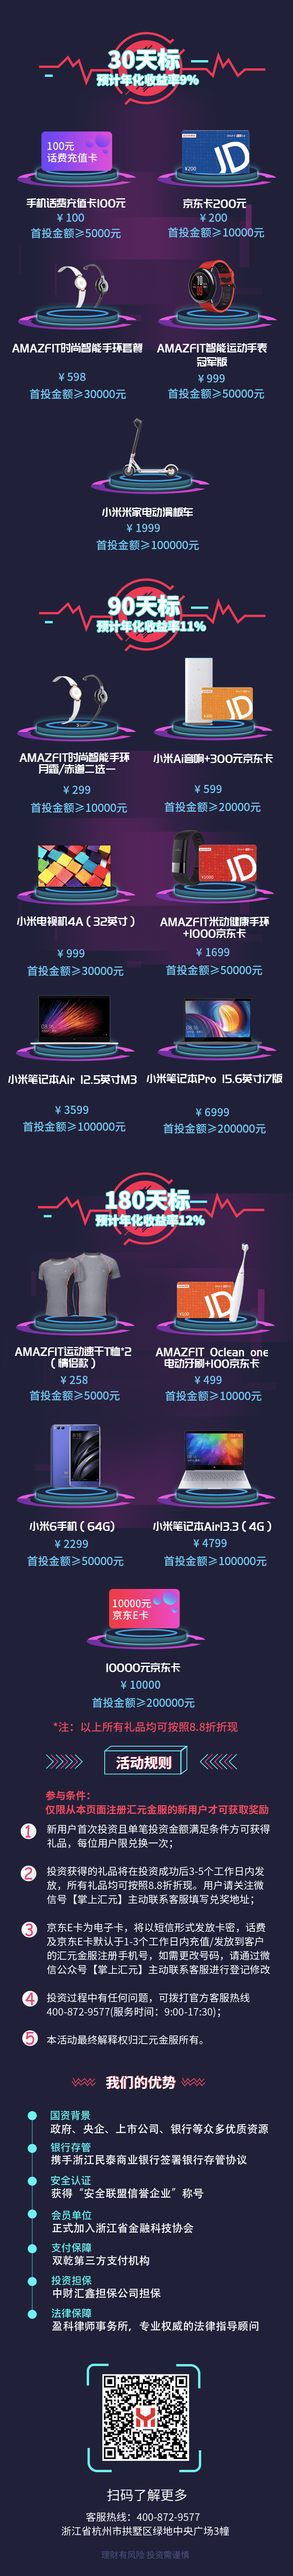 30天标
预计年化收益率9%
100元
话费充值卡
JD
¥200
手机话费充值卡100元
京东卡200元
¥ 100
¥ 200
首投金额≥5000元
首投金额≥10000元
AMAZFIT时尚智能手环套餐
AMAZFIT智能运动手表
冠军版
¥ 598
¥ 999
首投金额≥30000元
首投金额≥50000元
小米米家电动滑板车
¥ 1999
首投金额≥100000元
90天标
预计年化收益率11%
JD
AMAZFIT时尚智能手环
月霜/赤道二选一
小米Ai音响+300元京东卡
¥ 299
¥ 599
首投金额≥10000元
首投金额≥20000元
JD
小米电视机4A（32英寸）
AMAZFIT米动健康手环
+1000京东卡
¥ 999
¥ 1699
首投金额≥30000元
首投金额≥50000元
小米笔记本Air 12.5英寸M3
小米笔记本Pro 15.6英寸i7版
¥ 3599
¥ 6999
首投金额≥100000元
首投金额≥200000元
180天标
预计年化收益率12%
JD
AMAZFIT运动速干T恤*2
（情侣款）
AMAZFIT Oclean one
电动牙刷+100京东卡
¥ 258
¥ 499
首投金额≥5000元
首投金额≥10000元
小米6手机（64G）
小米笔记本Air13.3（4G）
¥ 2299
¥ 4799
首投金额≥50000元
首投金额≥100000元
10000元
京东E卡
10000元京东卡
¥ 10000
首投金额≥200000元
*注：以上所有礼品均可按照8.8折折现
活动规则
参与条件：
仅限从本页面注册汇元金服的新用户才可获取奖励
1 新用户首次投资且单笔投资金额满足条件方可获得
礼品，每位用户限兑换一次；
2 投资获得的礼品将在投资成功后3-5个工作日内发
放，所有礼品均可按照8.8折折现。用户请关注微
信号【掌上汇元】主动联系客服填写兑奖地址；
3 京东E卡为电子卡，将以短信形式发放卡密，话费
及京东E卡默认于1-3个工作日内充值/发放到客户
的汇元金服注册手机号，如需更改号码，请通过微
信公众号【掌上汇元】主动联系客服进行登记修改
4 投资过程中有任何问题，可拨打官方客服热线
400-872-9577(服务时间：9:00-17:30)；
5 本活动最终解释权归汇元金服所有。
我们的优势
国资背景
政府、央企、上市公司、银行等众多优质资源
银行存管
携手浙江民泰商业银行签署银行存管协议
安全认证
获得“安全联盟信誉企业”称号
会员单位
正式加入浙江省金融科技协会
支付保障
双乾第三方支付机构
投资担保
中财汇鑫担保公司担保
法律保障
盈科律师事务所，专业权威的法律指导顾问
扫码了解更多
客服热线：400-872-9577
浙江省杭州市拱墅区绿地中央广场3幢
理财有风险 投资需谨慎